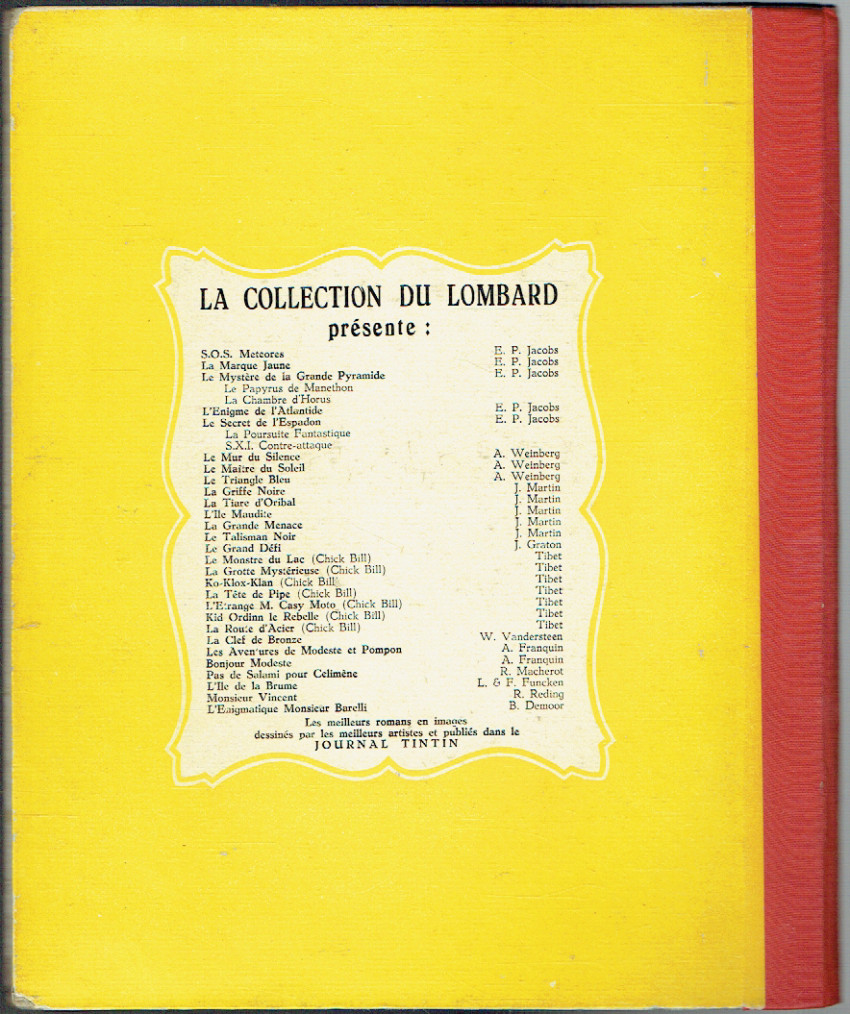 LA COLLECTION DU LOMBARD
présente :
S.O.S. Meteores E. P. Jacobs
La Marque Jaune E. P. Jacobs
Le Mystère de la Grande Pyramide E. P. Jacobs
Le Papyrus de Manethon
La Chambre d'Horus
L'Enigme de l'Atlantide E. P. Jacobs
Le Secret de l'Espadon E. P. Jacobs
La Poursuite Fantastique
S.X.I. Contre-attaque
Le Mur du Silence A. Weinberg
Le Maître du Soleil A. Weinberg
Le Triangle Bleu A. Weinberg
La Griffe Noire J. Martin
La Tiare d'Oribal J. Martin
L'Ile Maudite J. Martin
La Grande Menace J. Martin
Le Talisman Noir J. Martin
Le Grand Défi J. Graton
Le Monstre du Lac (Chick Bill) Tibet
La Grotte Mystérieuse (Chick Bill) Tibet
Ko-Klox-Klan (Chick Bill Tibet
La Tête de Pipe (Chick Bill) Tibet
L'Etrange M. Casy Moto (Chick Bill) Tibet
Kid Ordinn le Rebelle (Chick Bill) Tibet
La Route d'Acier (Chick Bill) Tibet
La Clef de Bronze W. Vandersteen
Les Aventures de Modeste et Pompon A. Franquin
Bonjour Modeste A. Franquin
Pas de Salami pour Celimène R. Macherot
L'Ile de la Brume L. & F. Funcken
Monsieur Vincent R. Reding
L'Enigmatique Monsieur Barelli B. Demoor
Les meilleurs romans en images
dessinés par les meilleurs artistes et publiés dans le
JOURNAL TINTIN